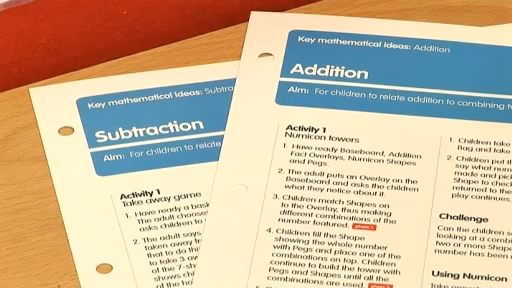 Key mathematical ideas: Subtra
Subtraction
Aim: For children to relate
Activity 1
Take away game
1. Have ready a bask
The adult chooses
asks children to
2. The adult says
taken away fr
that to do this
to take 3 aw
of the 7-sh
shows chi
of the ho
Key mathematical ideas: Addition
Addition
Aim: For children to relate addition to combining N
Activity 1
Numicon towers
1. Have ready Baseboard, Addition
Fact Overlays, Numicon Shapes
and Pegs.
2. The adult puts an Overlay on the
Baseboard and asks the children
what they notice about it.
3. Children match Shapes on
to the Overlay, thus making
different combinations of the
number featured. photo 1
4. Children fill the Shape
showing the whole number
with Pegs and place one of the
combinations on top. Children
continue to build the tower with
Pegs and Shapes until all the
combinations are used.
1. Children take
flag and take
2. Children put th
say what num
made and pick
Shape to check
returned to the
play continues.
Challenge
Can the children s
looking at a comb
two or more Shape
number has been
Using Numicon